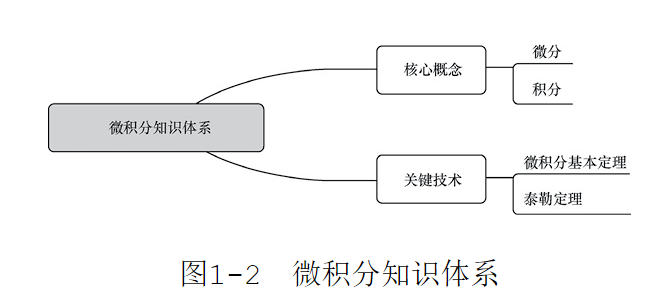 微积分知识体系
核心概念
微分
积分
关键技术
微积分基本定理
泰勒定理
图1-2 微积分知识体系